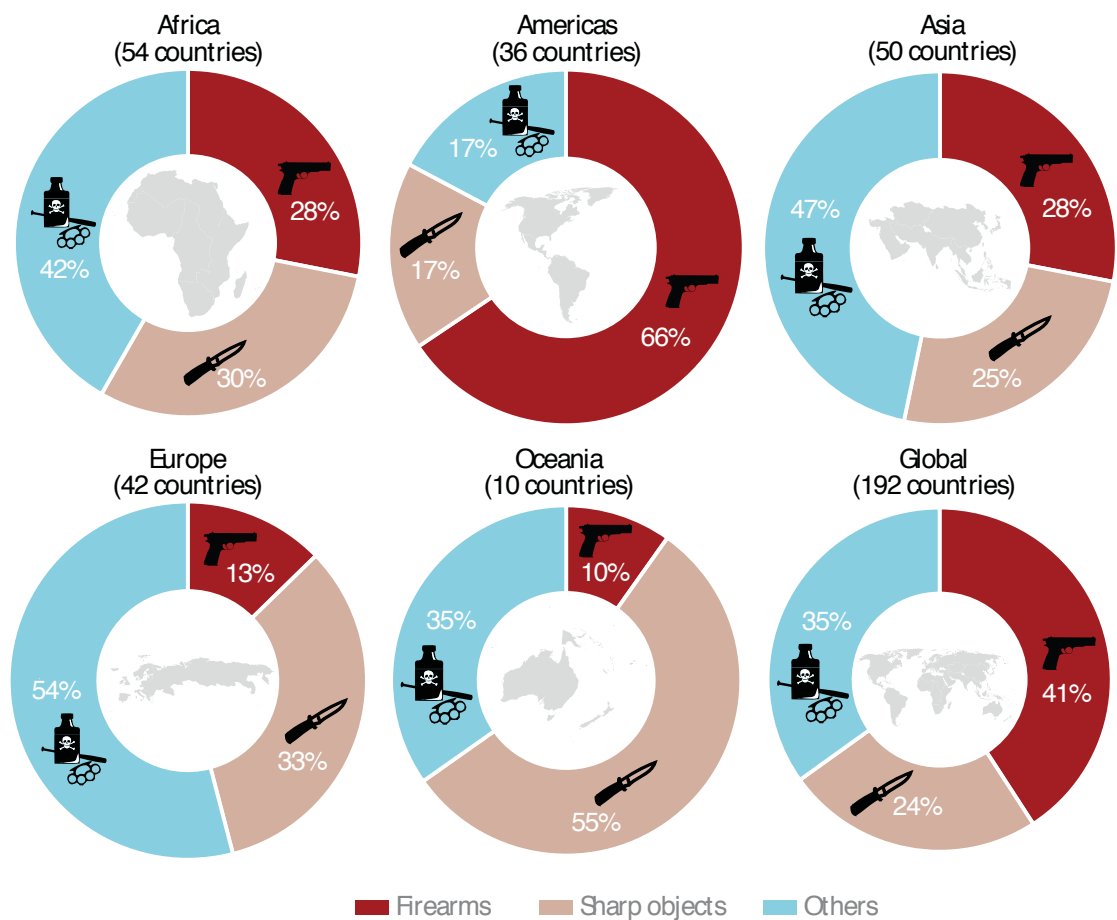 Africa
(54 countries)
Americas
(36 countries)
Asia
(50 countries)
28%
30%
42%
66%
17%
17%
28%
25%
47%
Europe
(42 countries)
Oceania
(10 countries)
Global
(192 countries)
13%
33%
54%
10%
55%
35%
41%
24%
35%
Firearms
Sharp objects
Others